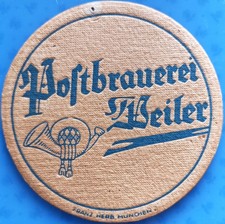 Postbrauerei
Weiler
FRANZ HERB MÜNCHEN